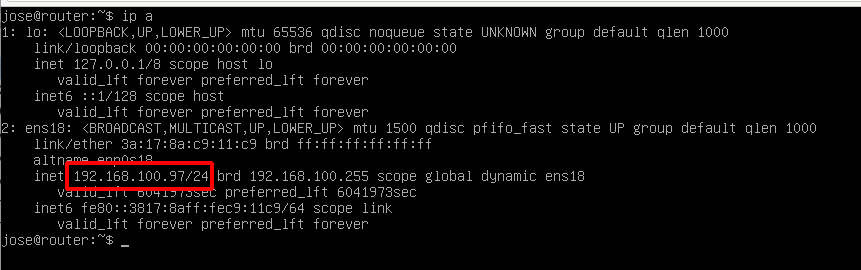 jose@router:~$ ip a
1: lo: <LOOPBACK,UP,LOWER_UP> mtu 65536 qdisc noqueue state UNKNOWN group default qlen 1000
link/loopback 00:00:00:00:00:00 brd 00:00:00:00:00:00
inet 127.0.0.1/8 scope host lo
valid_lft forever preferred_lft forever
inet6 ::1/128 scope host
valid_lft forever preferred_lft forever
2: ens18: <BROADCAST,MULTICAST,UP,LOWER_UP> mtu 1500 qdisc pfifo_fast state UP group default qlen 1000
link/ether 3a:17:8a:c9:11:c9 brd ff:ff:ff:ff:ff:ff
altname enp0s18
inet 192.168.100.97/24 brd 192.168.100.255 scope global dynamic ens18
valid_lft 6041973sec preferred_lft 6041973sec
inet6 fe80::3817:8aff:fec9:11c9/64 scope link
valid_lft forever preferred_lft forever
jose@router:~$ _